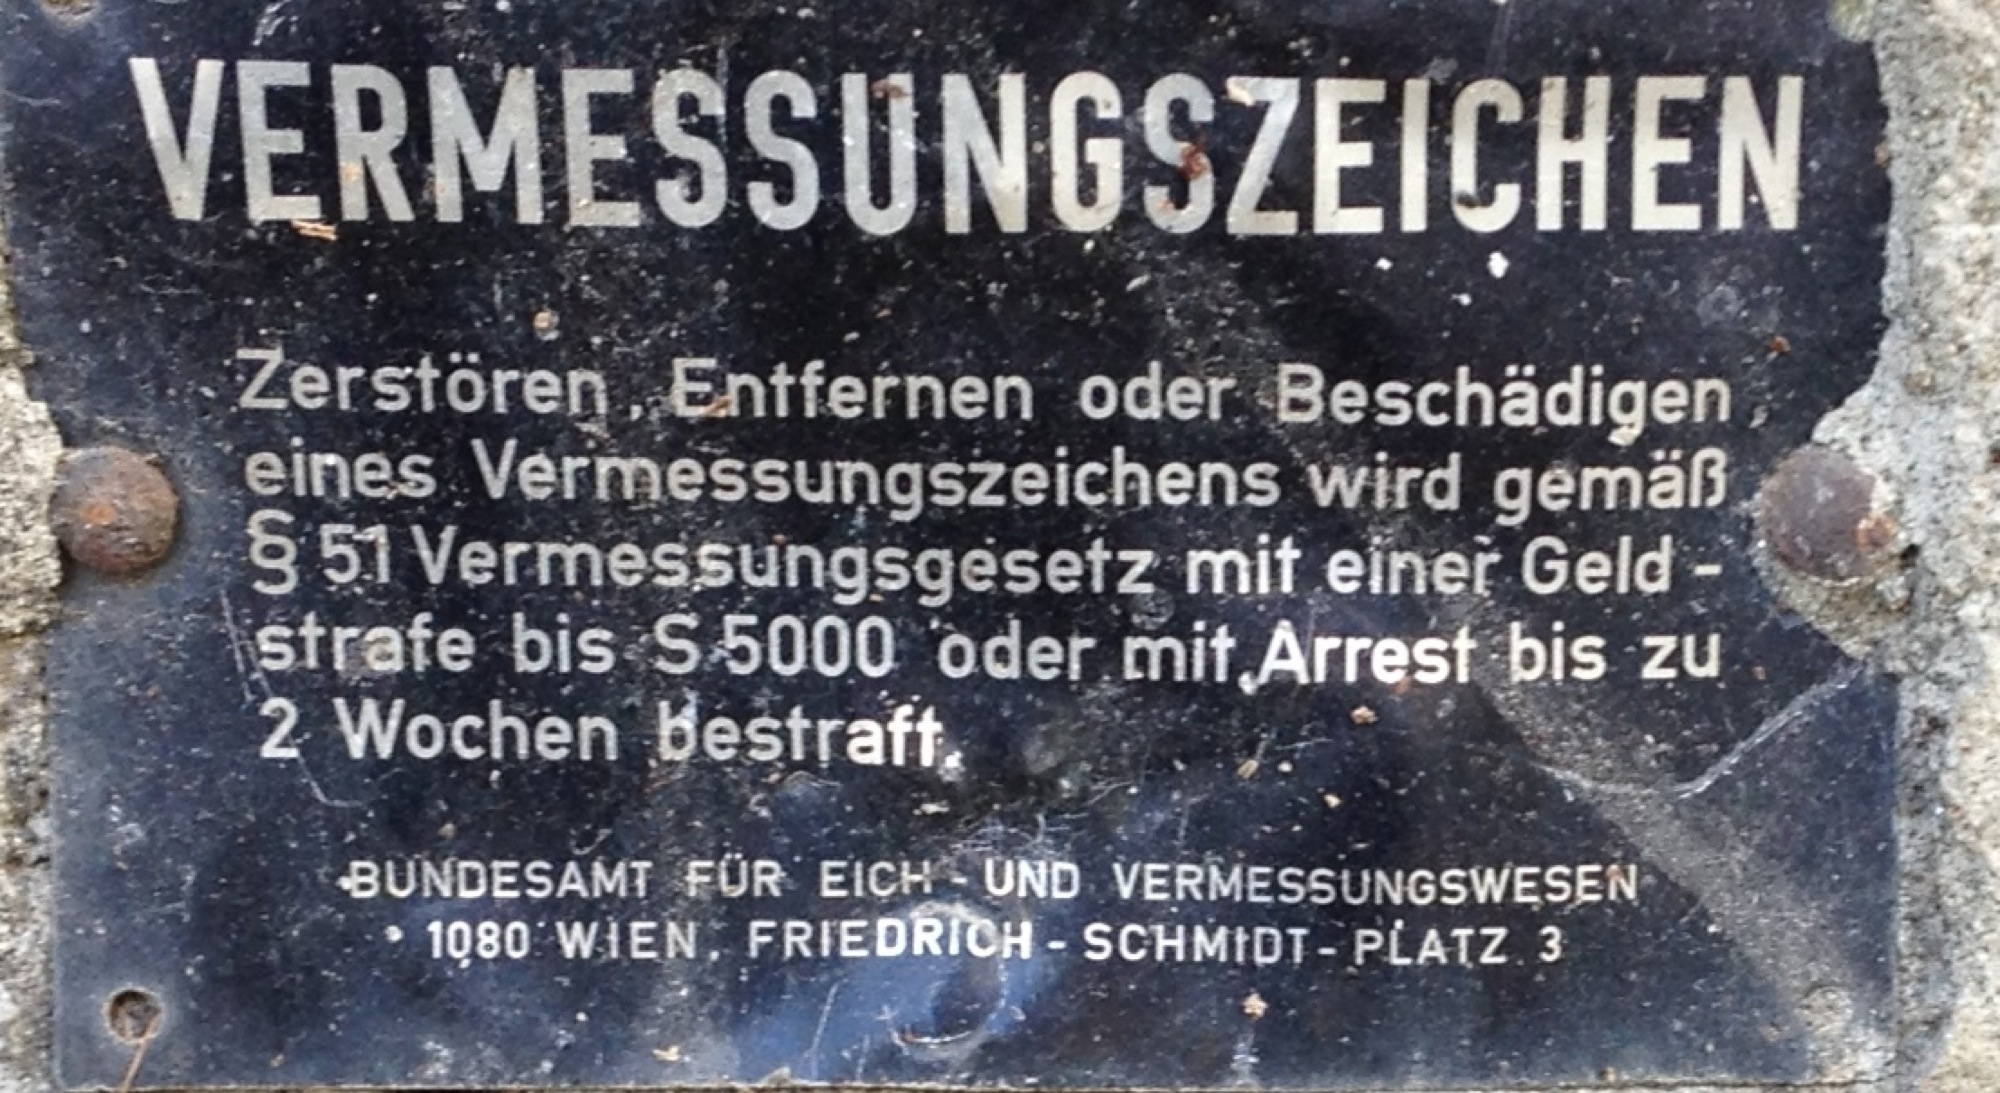 VERMESSUNGSZEICHEN
Zerstören, Entfernen oder Beschädigen
eines Vermessungszeichens wird gemäß
§ 51 Vermessungsgesetz mit einer Geld-
strafe bis S 5000 oder mit Arrest bis zu
2 Wochen bestraft.
BUNDESAMT FÜR EICH- UND VERMESSUNGSWESEN
1080 WIEN, FRIEDRICH-SCHMIDT-PLATZ 3